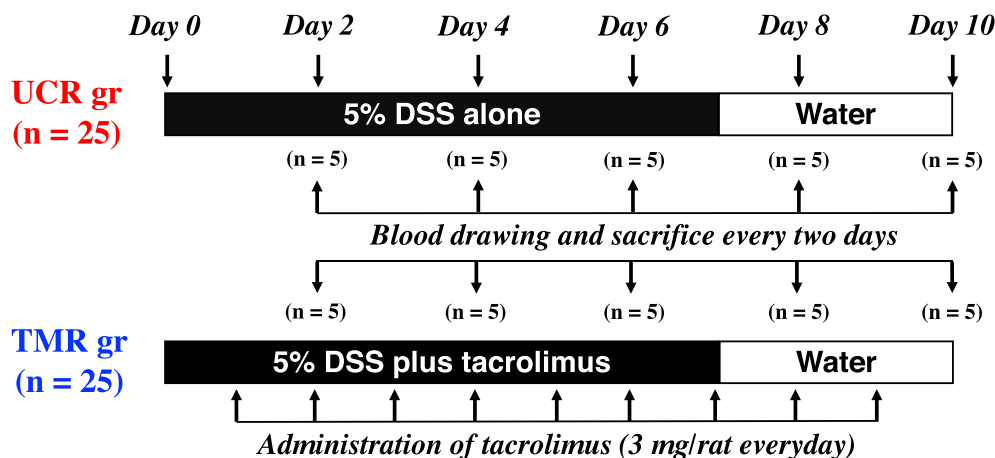 Day 0 Day 2 Day 4 Day 6 Day 8 Day 10
UCR gr
(n = 25)
5% DSS alone Water
(n = 5) (n = 5) (n = 5) (n = 5) (n = 5)
Blood drawing and sacrifice every two days
(n = 5) (n = 5) (n = 5) (n = 5) (n = 5)
TMR gr
(n = 25)
5% DSS plus tacrolimus Water
Administration of tacrolimus (3 mg/rat everyday)